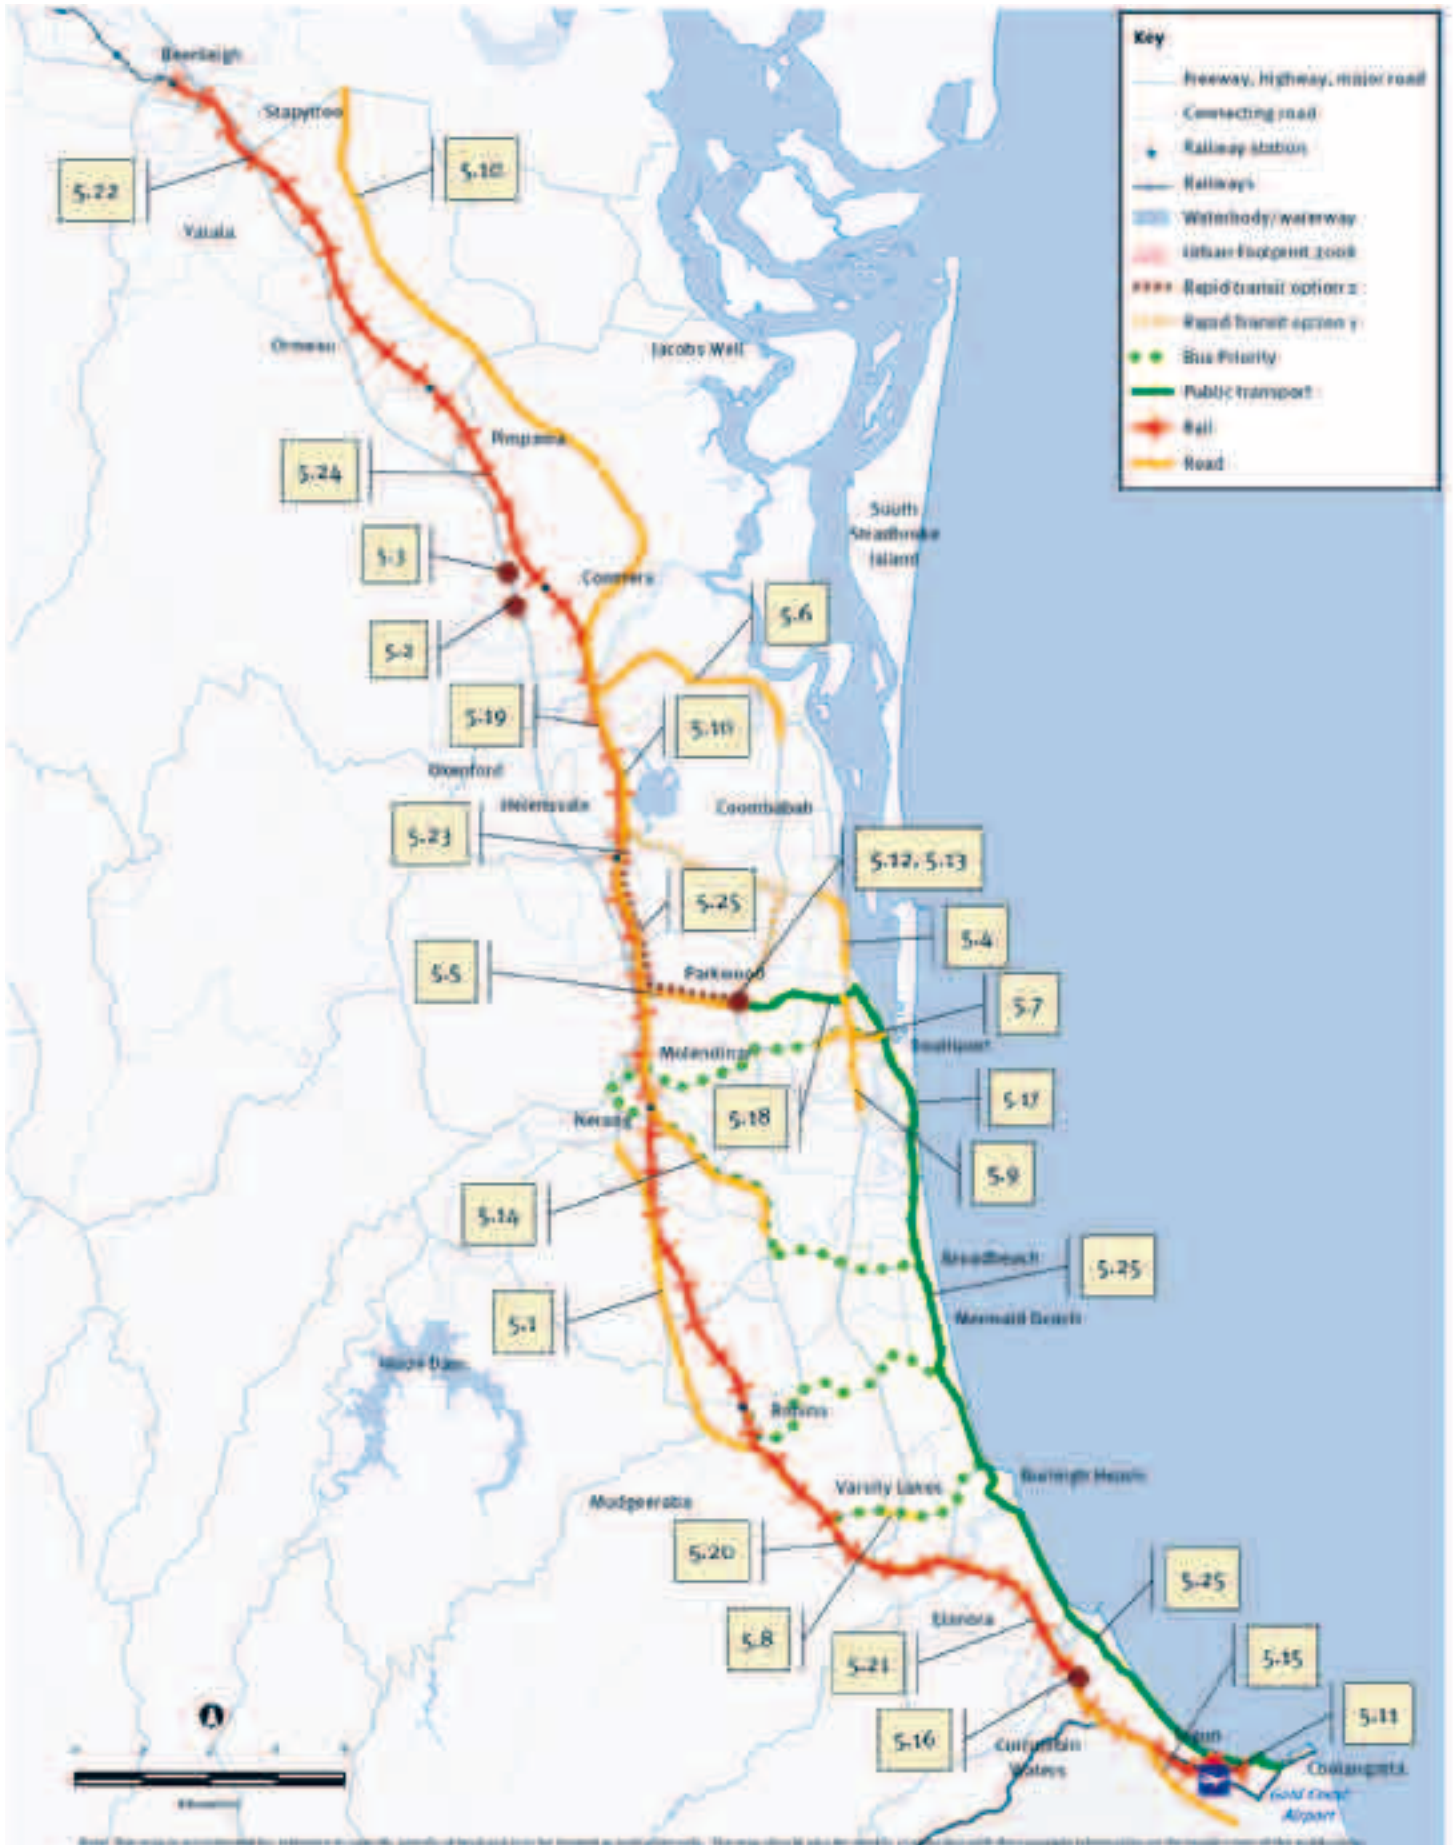 Key
Freeway, highway, major road
Connecting road
Railway station
Railways
Waterbody/waterway
Urban Footprint 2008
Rapid transit option 2
Rapid Transit option 1
Bus Priority
Public transport
Rail
Road
Beenleigh
Stapylton
5.22
5.10
Yatala
Ormeau
Jacobs Well
Pimpama
5.24
South
Stradbroke
Island
5.3
Coomera
5.6
5.2
5.19
5.10
Oxenford
Helensvale
Coombabah
5.23
5.12, 5.13
5.25
5.4
5.5
Parkwood
5.7
Molendinar
Southport
5.17
5.18
Nerang
5.9
5.14
Broadbeach
5.25
Mermaid Beach
5.1
Hinze Dam
Robina
Varsity Lakes
Burleigh Heads
Mudgeeraba
5.20
5.25
5.8
Elanora
5.21
5.15
5.16
5.11
Currumbin
Waters
Coolangatta
Gold Coast
Airport
Kilometres